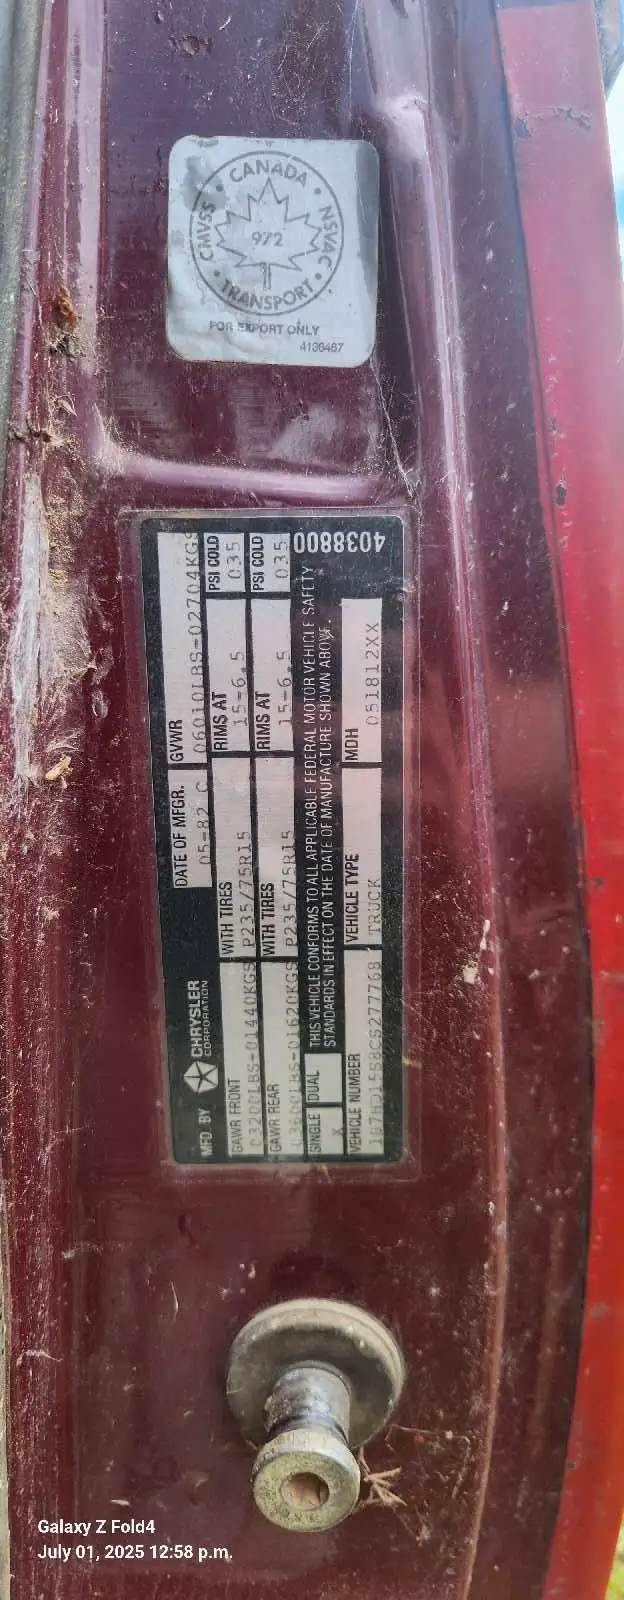 CANADA
CMVSS
NSVAC
972
TRANSPORT
FOR EXPORT ONLY
4136467
MFD. BY CHRYSLER CORPORATION
DATE OF MFGR.
05-82 C
GVWR
06010LBS-02704KGS
GAWR FRONT
03200LBS-01440KGS
WITH TIRES
P235/75R15
RIMS AT
15-6.5
PSI COLD
035
GAWR REAR
03600LBS-01620KGS
WITH TIRES
P235/75R15
RIMS AT
15-6.5
PSI COLD
035
SINGLE
X
DUAL
THIS VEHICLE CONFORMS TO ALL APPLICABLE FEDERAL MOTOR VEHICLE SAFETY
STANDARDS IN EFFECT ON THE DATE OF MANUFACTURE SHOWN ABOVE.
VEHICLE NUMBER
VEHICLE TYPE
TRUCK
MDH
051812XX
4038800
Galaxy Z Fold4
July 01, 2025 12:58 p.m.